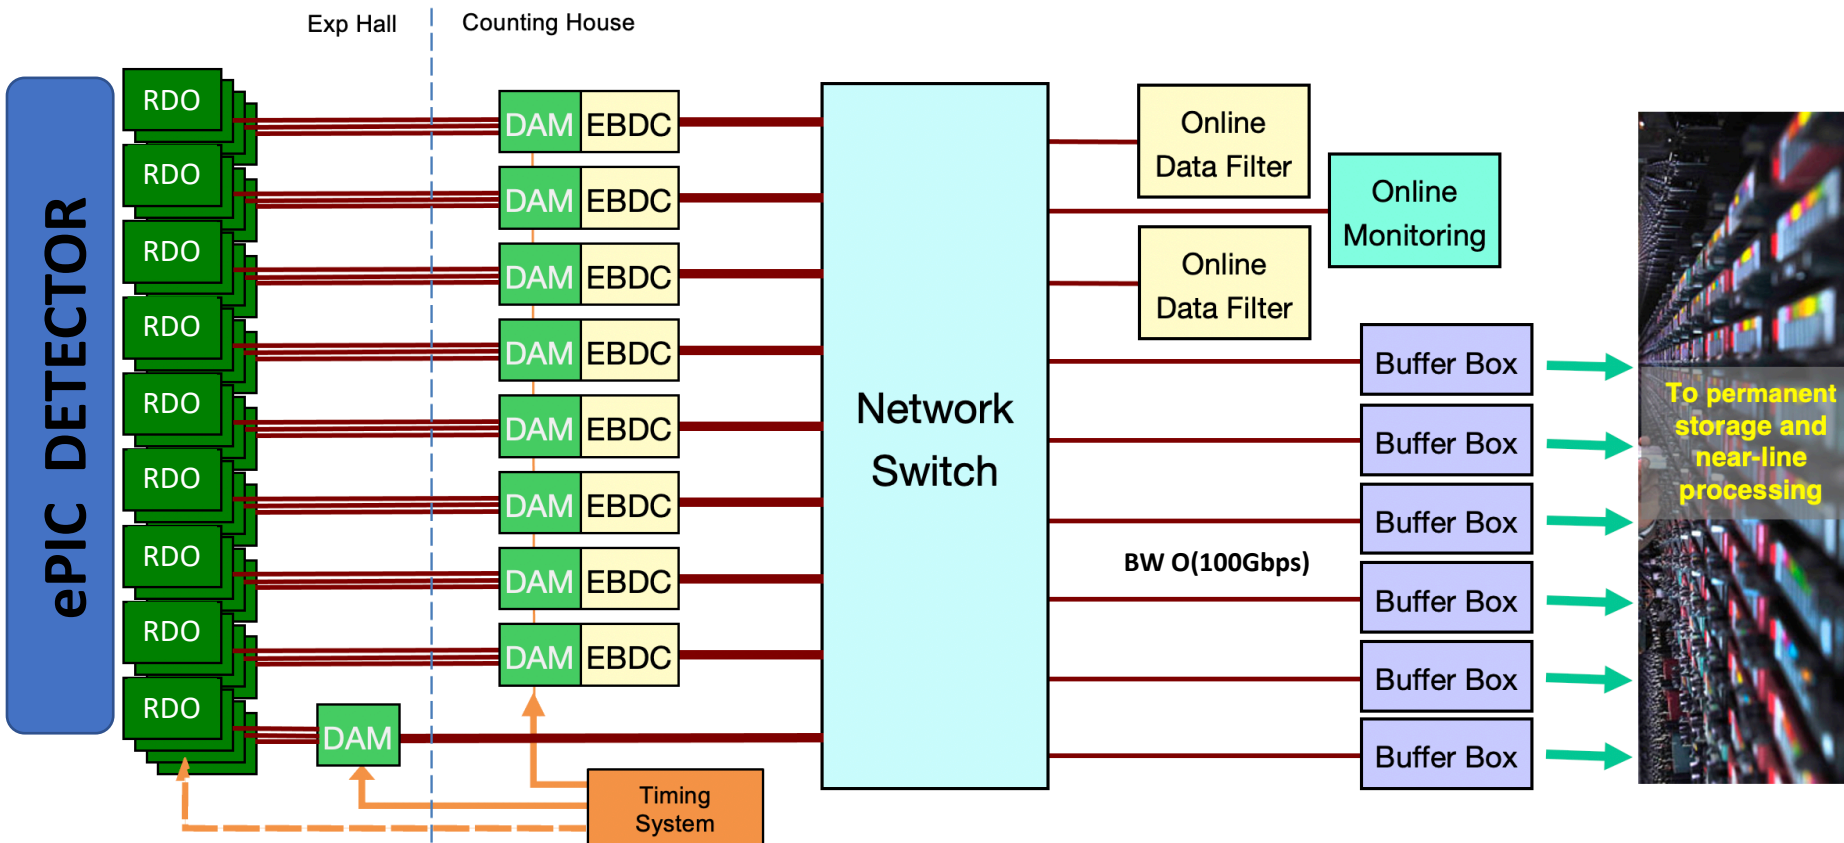 Exp Hall
Counting House
ePIC DETECTOR
RDO
RDO
RDO
RDO
RDO
RDO
RDO
RDO
RDO
DAM EBDC
DAM EBDC
DAM EBDC
DAM EBDC
DAM EBDC
DAM EBDC
DAM EBDC
DAM EBDC
DAM
Timing
System
Network
Switch
Online
Data Filter
Online
Monitoring
Online
Data Filter
Buffer Box
Buffer Box
Buffer Box
BW O(100Gbps)
Buffer Box
Buffer Box
Buffer Box
To permanent
storage and
near-line
processing